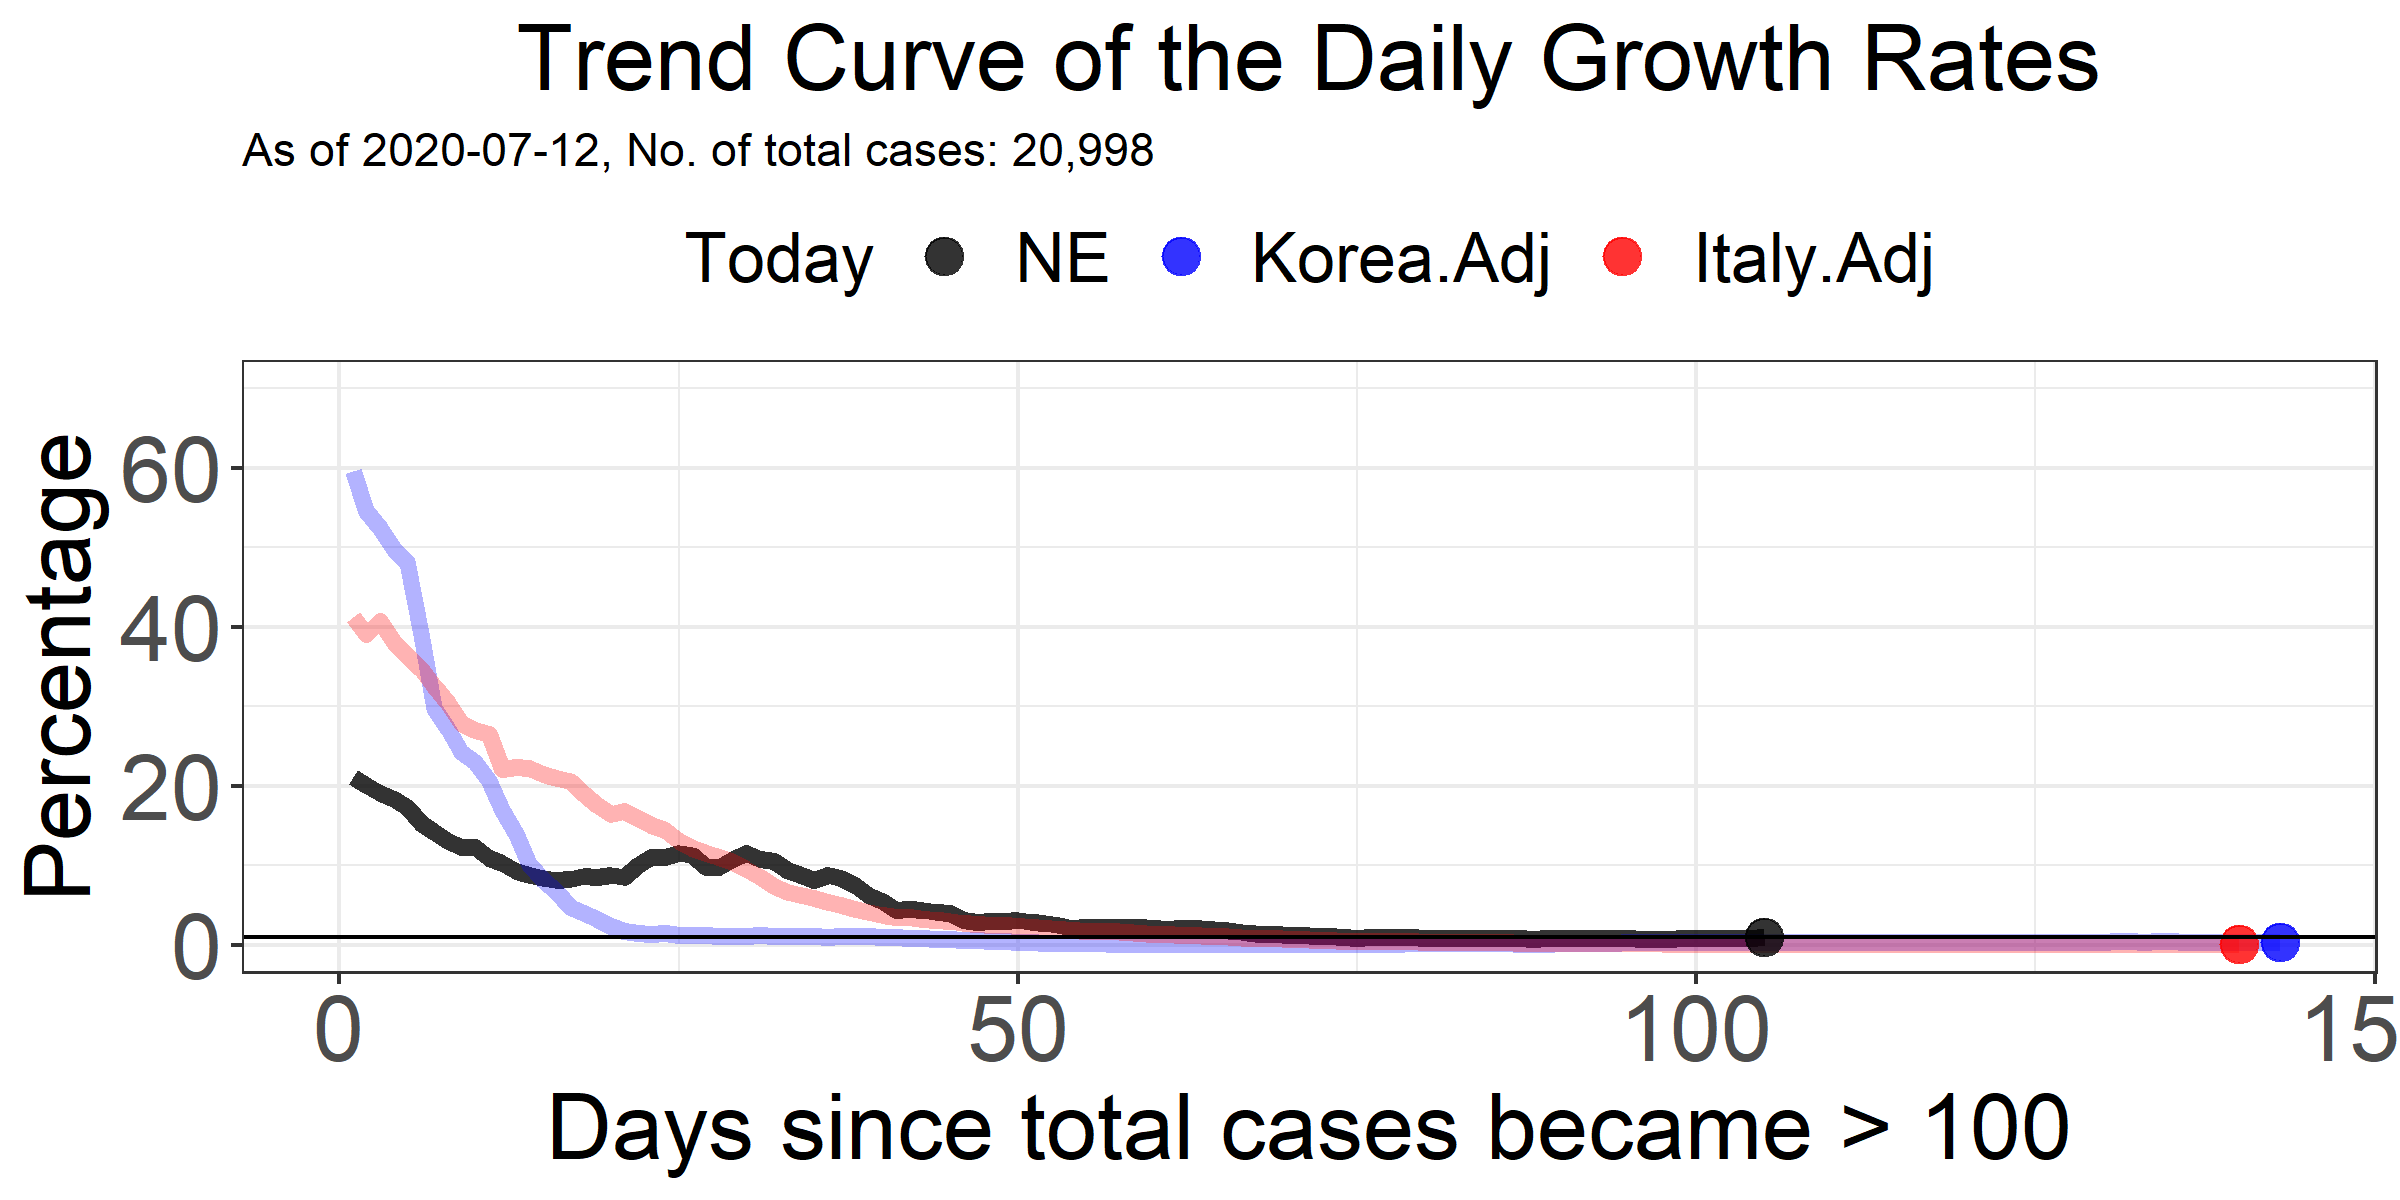 Trend Curve of the Daily Growth Rates
As of 2020-07-12, No. of total cases: 20,998
Today NE Korea.Adj Italy.Adj
Percentage
60
40
20
0
0 50 100 15
Days since total cases became > 100